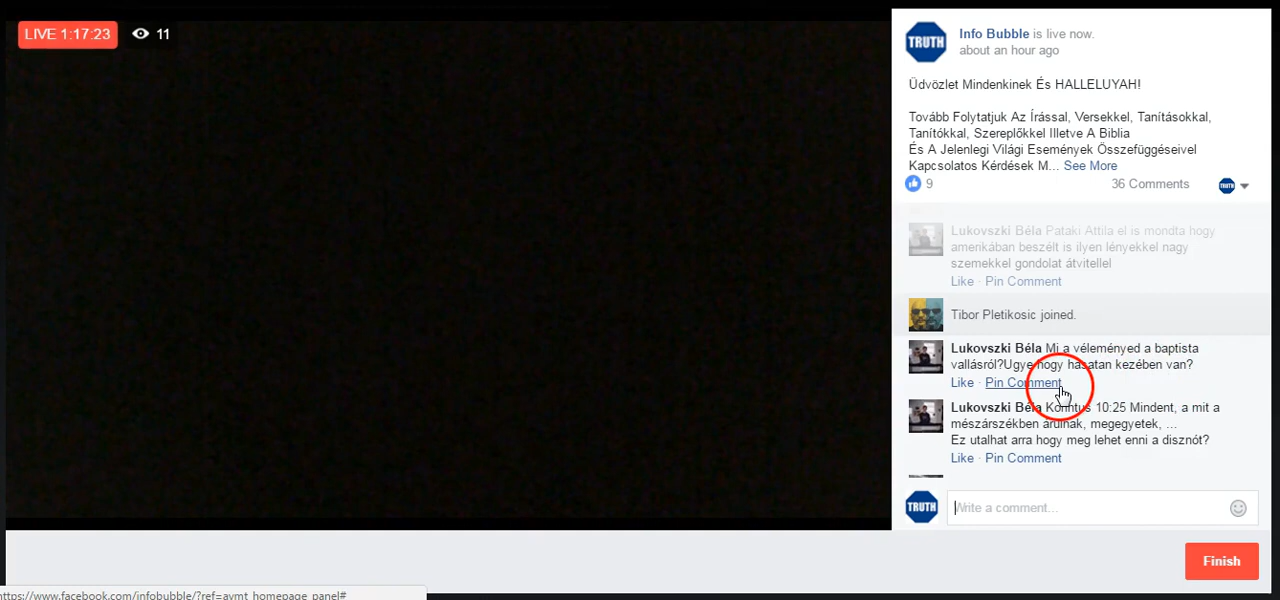 LIVE 1:17:23
11
TRUTH
Info Bubble is live now.
about an hour ago
Üdvözlet Mindenkinek És HALLELUYAH!
Tovább Folytatjuk Az Írással, Versekkel, Tanításokkal,
Tanítókkal, Szereplőkkel Illetve A Biblia
És A Jelenlegi Világi Események Összefüggéseivel
Kapcsolatos Kérdések M... See More
9
36 Comments
TRUTH
Lukovszki Béla Pataki Attila el is mondta hogy
amerikában beszélt is ilyen lényekkel nagy
szemekkel gondolat átvitellel
Like · Pin Comment
Tibor Pletikosic joined.
Lukovszki Béla Mi a véleményed a baptista
vallásról?Ugye hogy hasatan kezében van?
Like · Pin Comment
Lukovszki Béla Korintus 10:25 Mindent, a mit a
mészárszékben árulnak, megegyetek, ...
Ez utalhat arra hogy meg lehet enni a disznót?
Like · Pin Comment
TRUTH
Write a comment...
Finish
https://www.facebook.com/infobubble/?ref=aymt_homepage_panel#